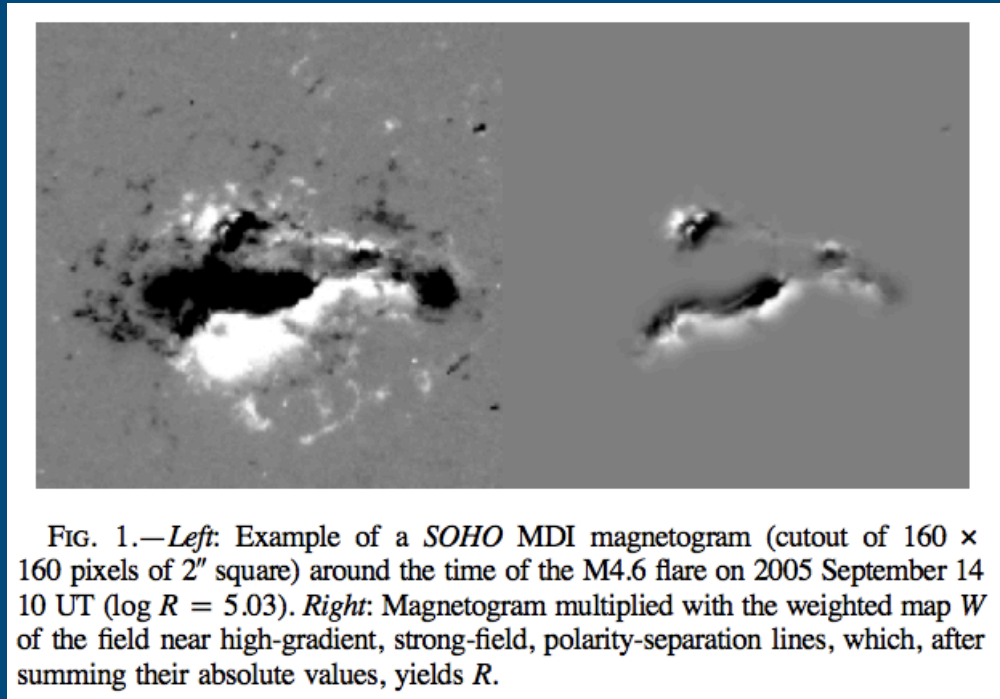 FIG. 1.—Left: Example of a SOHO MDI magnetogram (cutout of 160 ×
160 pixels of 2″ square) around the time of the M4.6 flare on 2005 September 14
10 UT (log R = 5.03). Right: Magnetogram multiplied with the weighted map W
of the field near high-gradient, strong-field, polarity-separation lines, which, after
summing their absolute values, yields R.